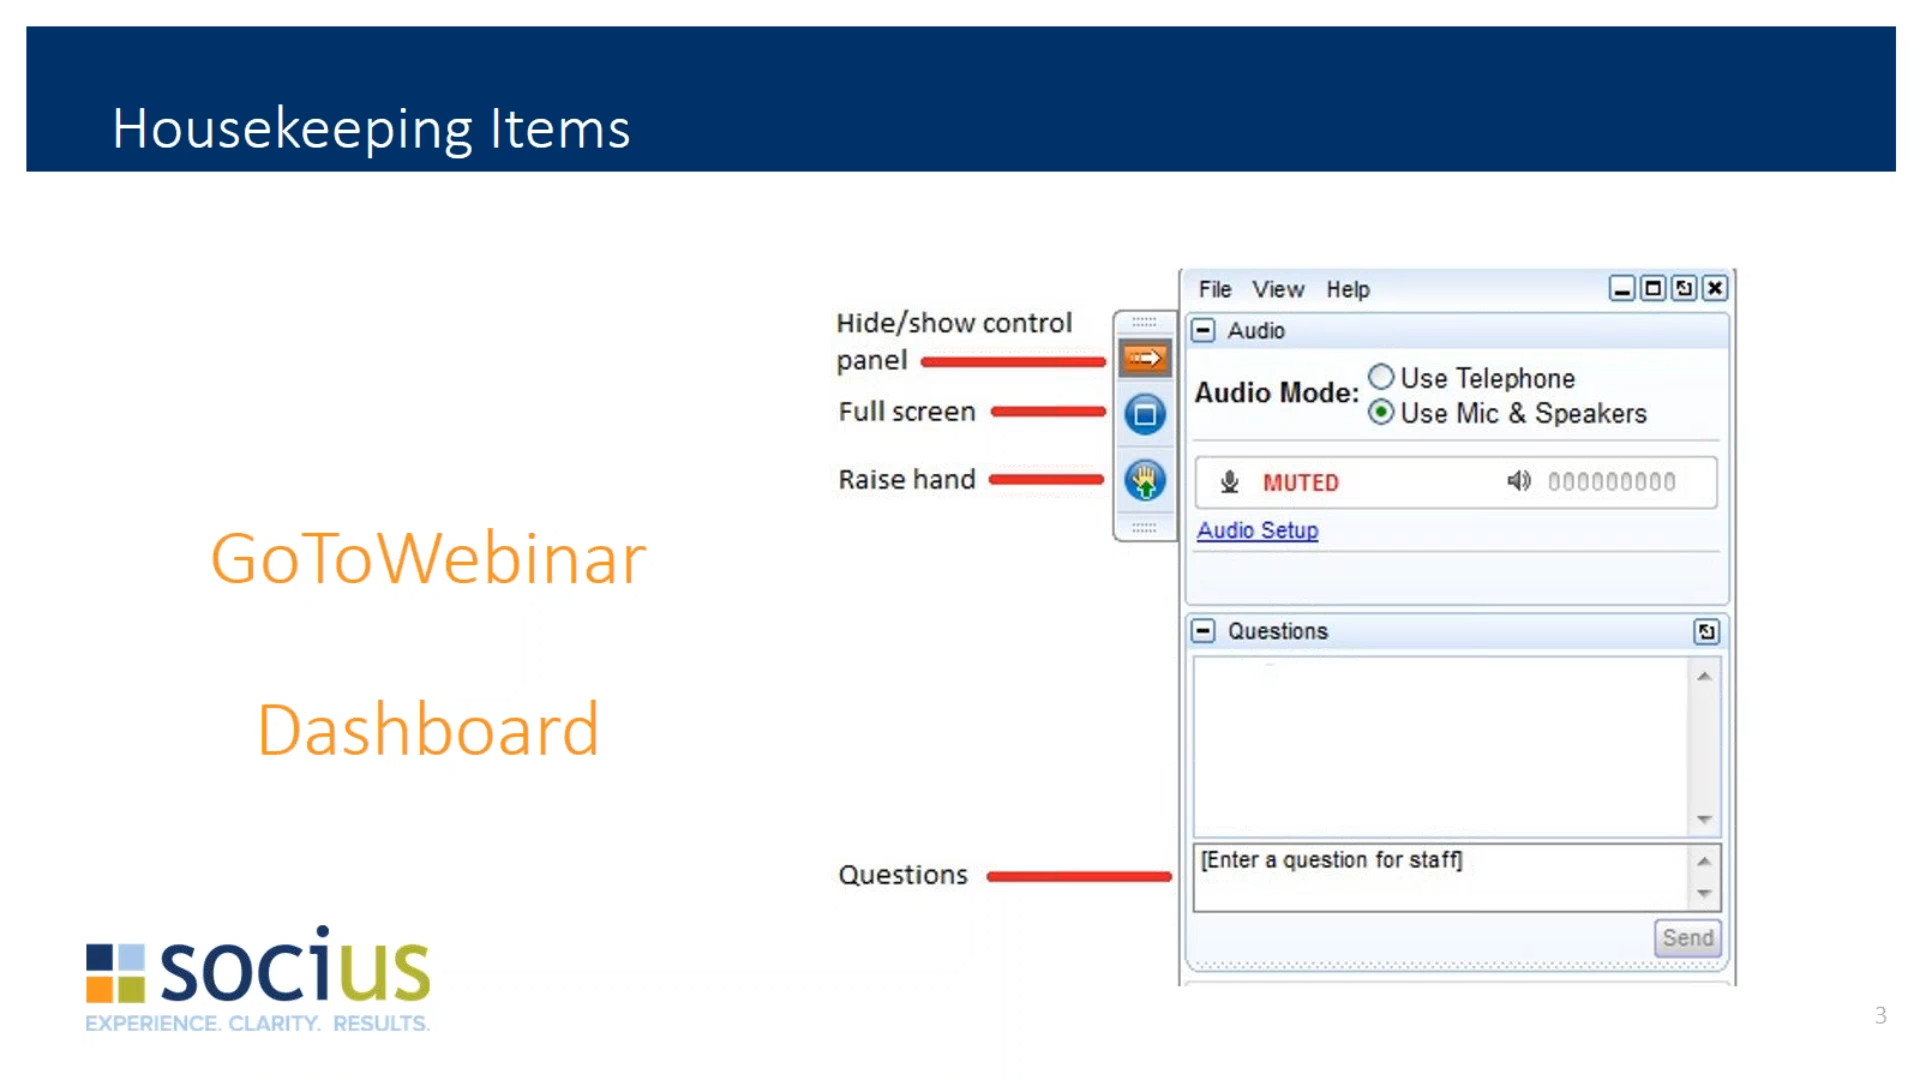 Housekeeping Items
GoToWebinar
Dashboard
Hide/show control
panel
Full screen
Raise hand
Questions
File View Help
Audio
Audio Mode:
Use Telephone
Use Mic & Speakers
MUTED
000000000
Audio Setup
Questions
[Enter a question for staff]
Send
socius
EXPERIENCE. CLARITY. RESULTS.
3